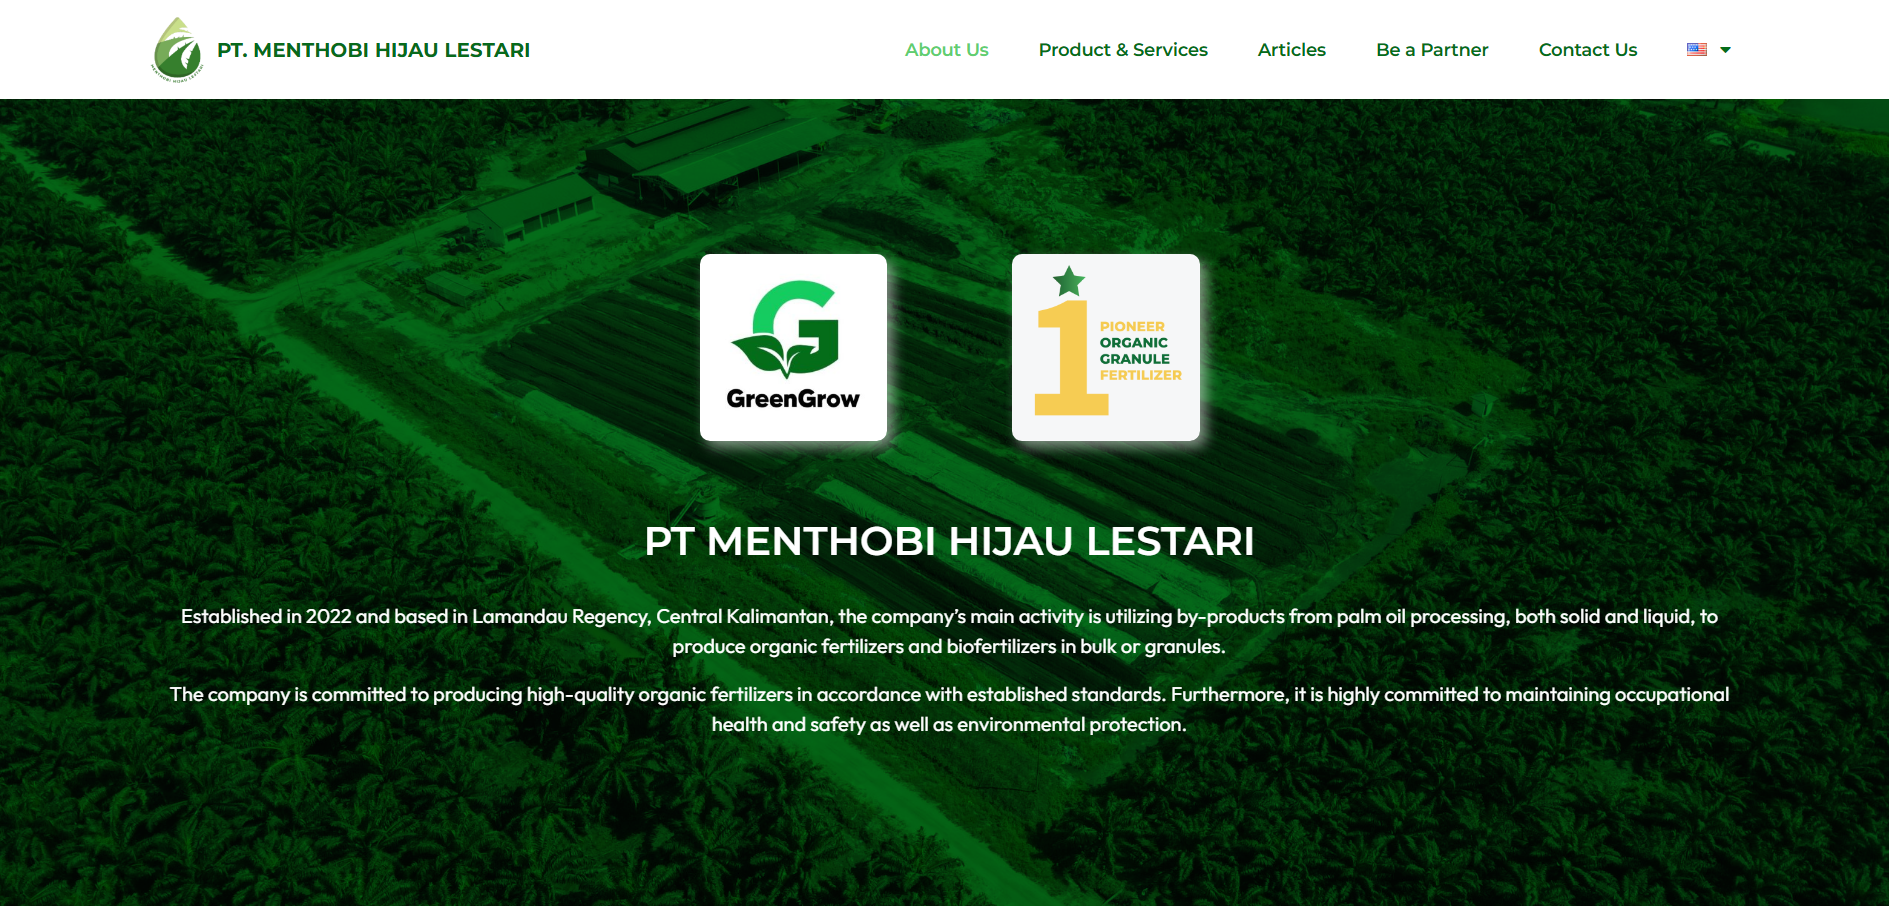 PT. MENTHOBI HIJAU LESTARI
About Us
Product & Services
Articles
Be a Partner
Contact Us
GreenGrow
1
PIONEER
ORGANIC
GRANULE
FERTILIZER
PT MENTHOBI HIJAU LESTARI
Established in 2022 and based in Lamandau Regency, Central Kalimantan, the company’s main activity is utilizing by-products from palm oil processing, both solid and liquid, to
produce organic fertilizers and biofertilizers in bulk or granules.
The company is committed to producing high-quality organic fertilizers in accordance with established standards. Furthermore, it is highly committed to maintaining occupational
health and safety as well as environmental protection.